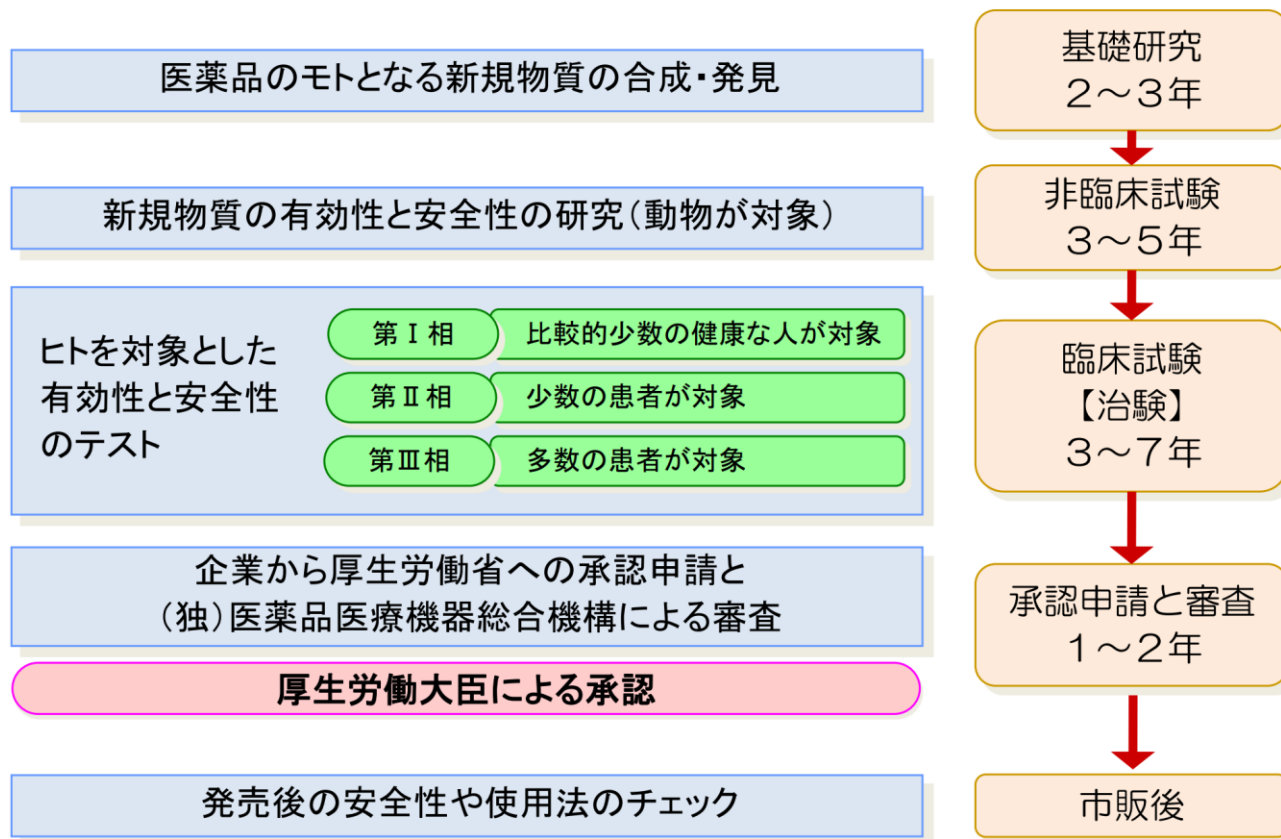 医薬品のモトとなる新規物質の合成・発見
基礎研究
２～３年
新規物質の有効性と安全性の研究（動物が対象）
非臨床試験
３～５年
ヒトを対象とした
有効性と安全性
のテスト
第Ⅰ相 比較的少数の健康な人が対象
第Ⅱ相 少数の患者が対象
第Ⅲ相 多数の患者が対象
臨床試験
【治験】
３～７年
企業から厚生労働省への承認申請と
（独）医薬品医療機器総合機構による審査
承認申請と審査
１～２年
厚生労働大臣による承認
発売後の安全性や使用法のチェック
市販後